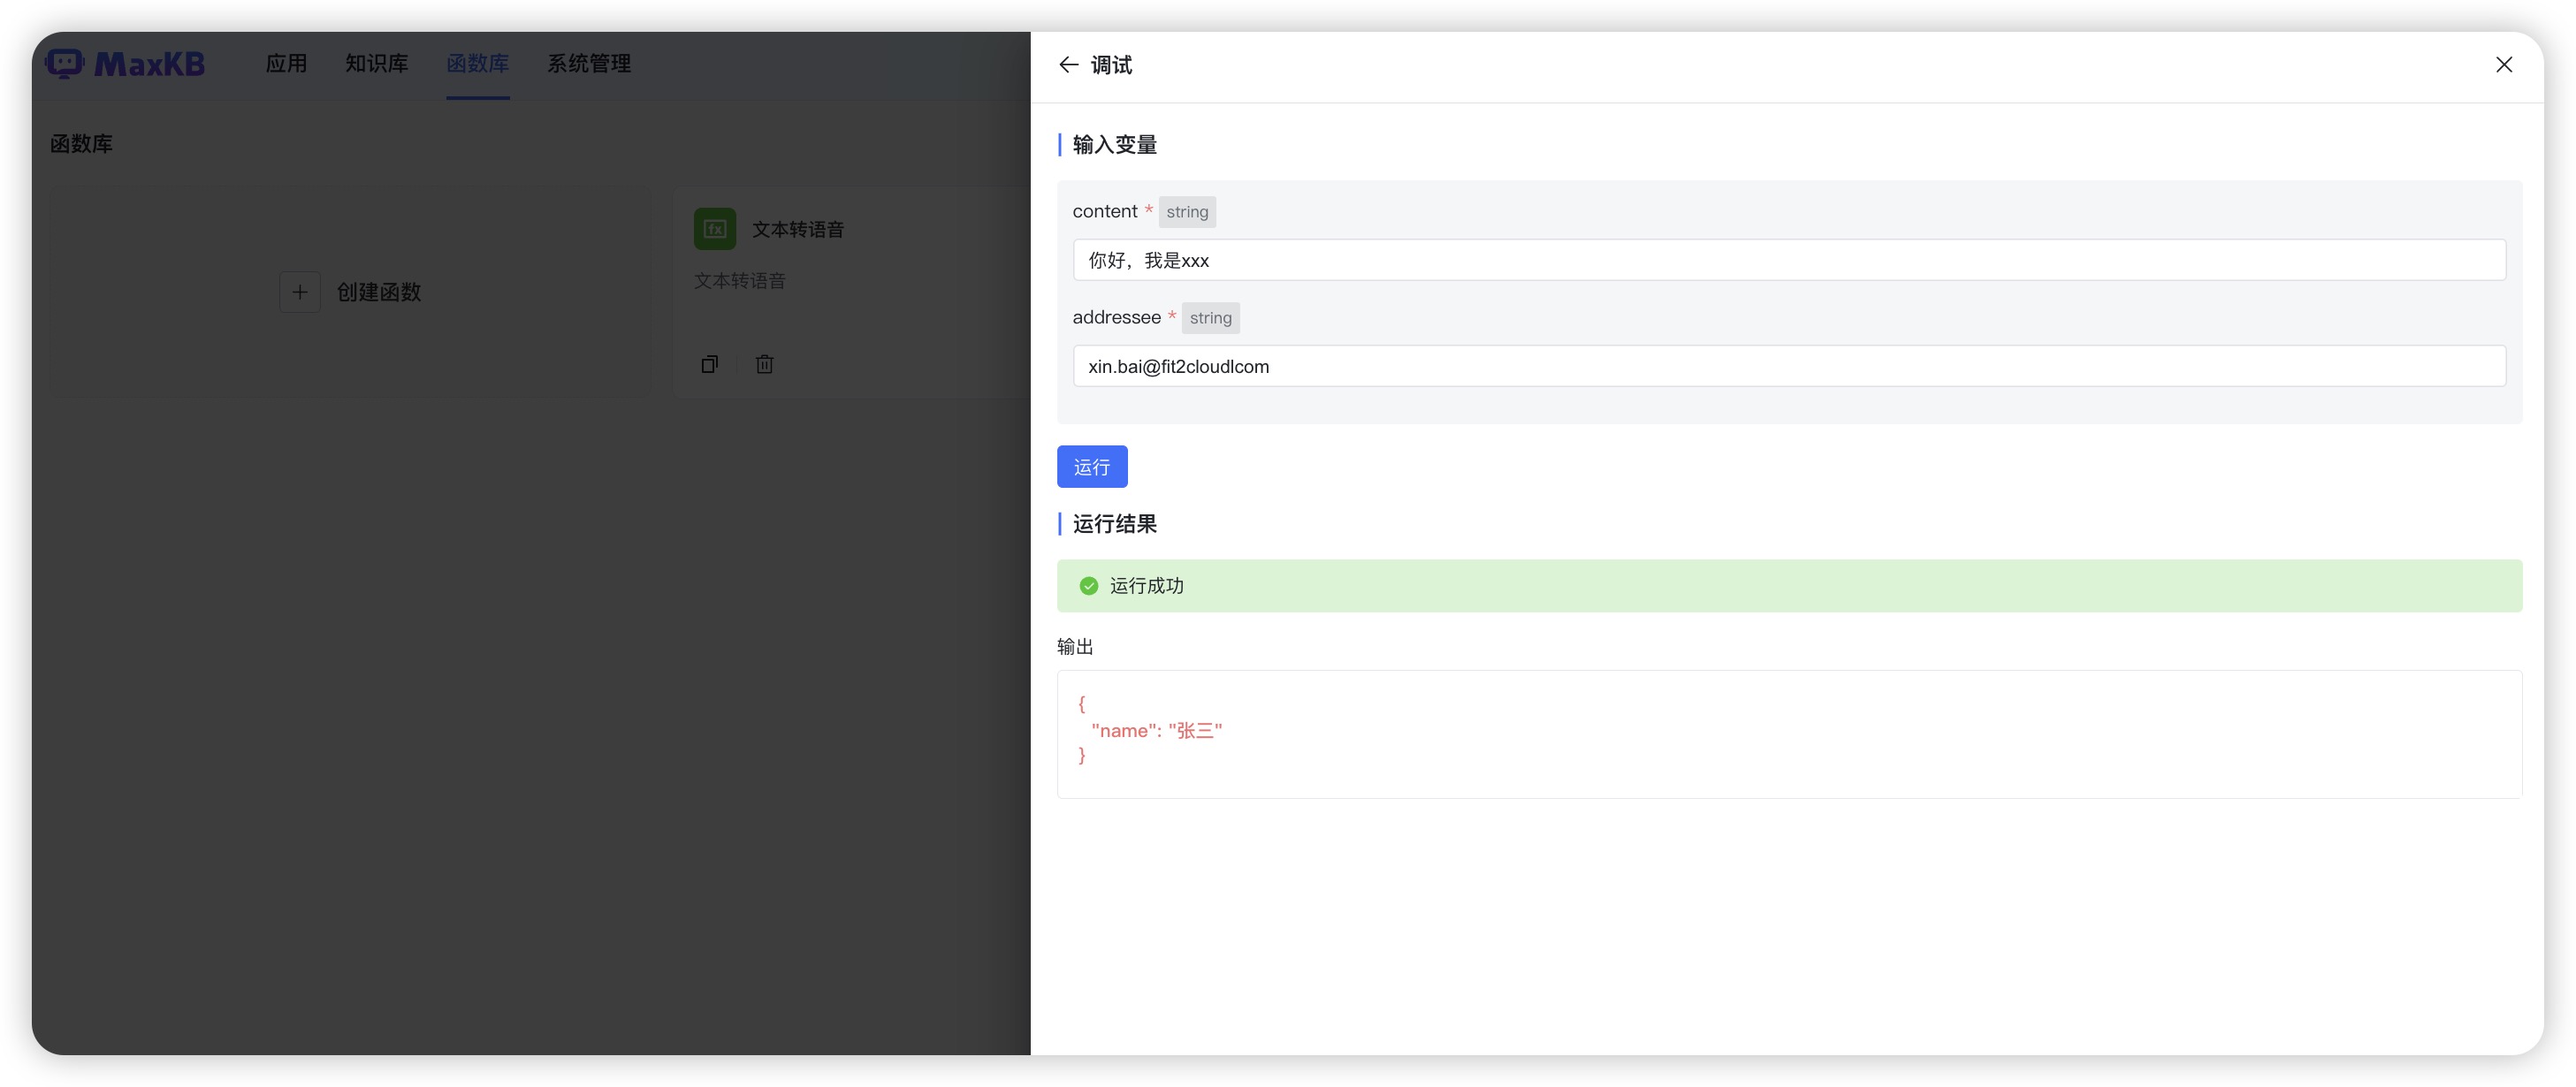 MaxKB 应用 知识库 函数库 系统管理
函数库
创建函数
fx 文本转语音
文本转语音
调试
输入变量
content * string
你好，我是xxx
addressee * string
xin.bai@fit2cloudlcom
运行
运行结果
运行成功
输出
{
"name": "张三"
}